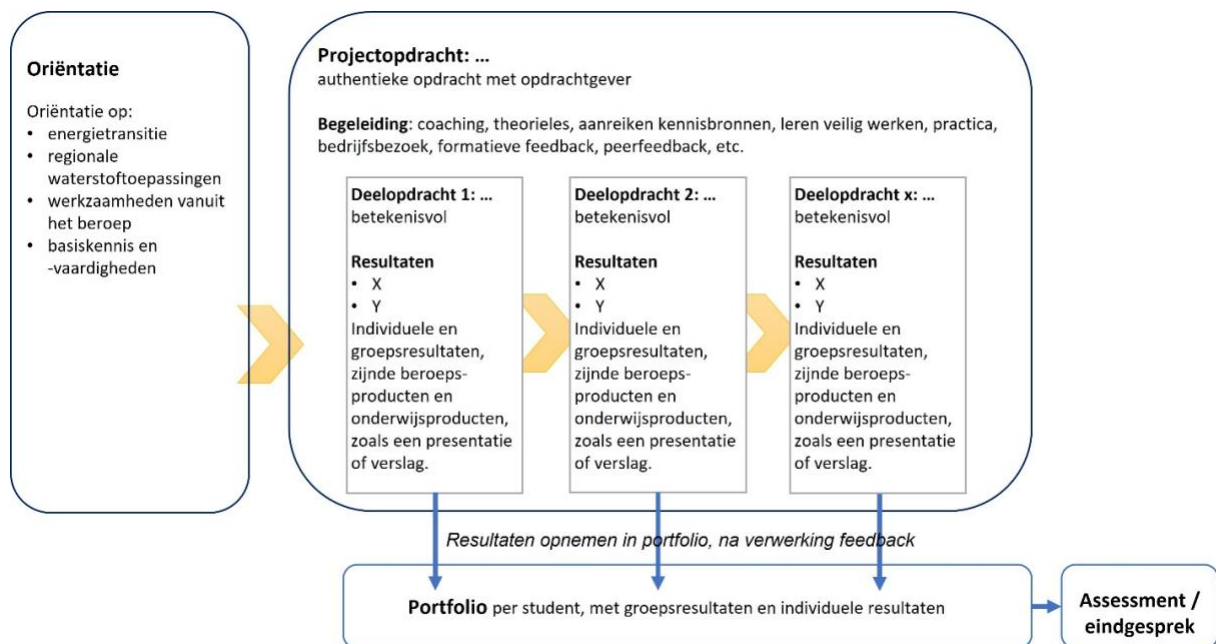 Oriëntatie
Oriëntatie op:
• energietransitie
• regionale
waterstoftoepassingen
• werkzaamheden vanuit
het beroep
• basiskennis en
-vaardigheden
Projectopdracht: ...
authentieke opdracht met opdrachtgever
Begeleiding: coaching, theorieles, aanreiken kennisbronnen, leren veilig werken, practica,
bedrijfsbezoek, formatieve feedback, peerfeedback, etc.
Deelopdracht 1: ...
betekenisvol
Resultaten
• X
• Y
Individuele en
groepsresultaten,
zijnde beroeps-
producten en
onderwijsproducten,
zoals een presentatie
of verslag.
Deelopdracht 2: ...
betekenisvol
Resultaten
• X
• Y
Individuele en
groepsresultaten,
zijnde beroeps-
producten en
onderwijsproducten,
zoals een presentatie
of verslag.
Deelopdracht x: ...
betekenisvol
Resultaten
• X
• Y
Individuele en
groepsresultaten,
zijnde beroeps-
producten en
onderwijsproducten,
zoals een presentatie
of verslag.
Resultaten opnemen in portfolio, na verwerking feedback
Portfolio per student, met groepsresultaten en individuele resultaten
Assessment /
eindgesprek